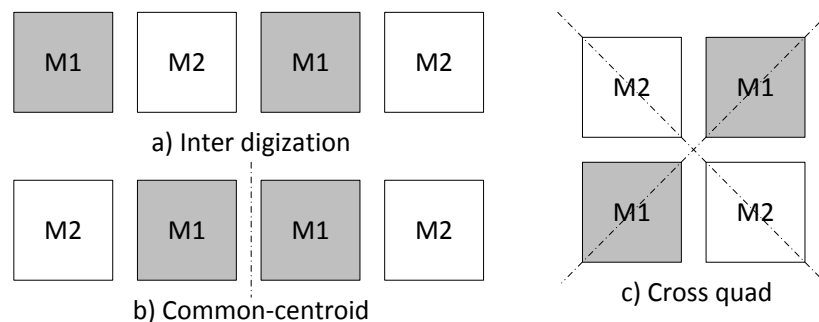 M1 M2 M1 M2
a) Inter digization
M2 M1 M1 M2
b) Common-centroid
M2 M1
M1 M2
c) Cross quad